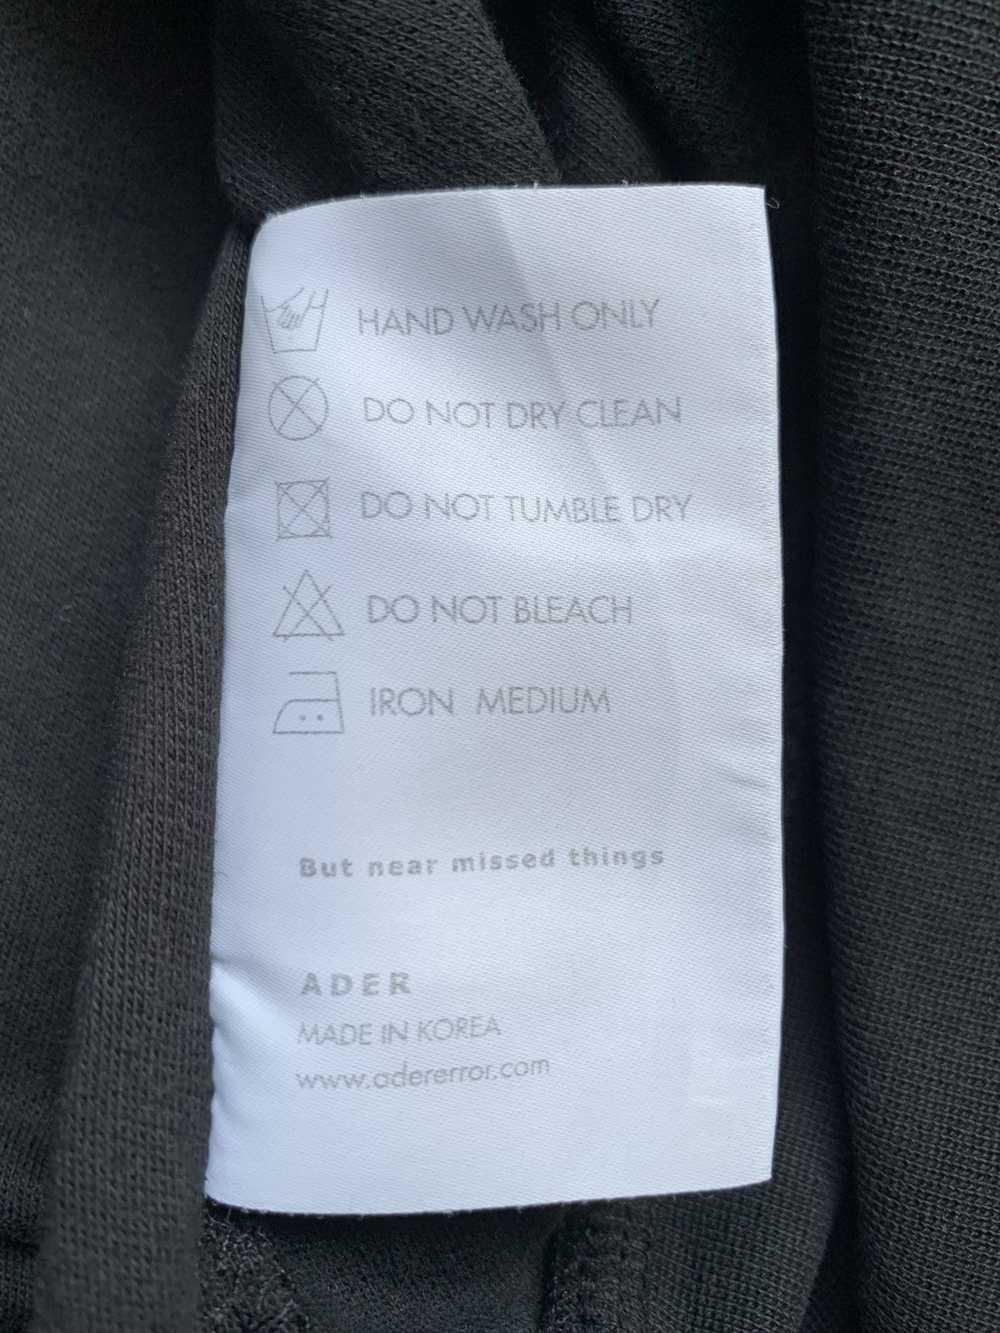 HAND WASH ONLY
DO NOT DRY CLEAN
DO NOT TUMBLE DRY
DO NOT BLEACH
IRON MEDIUM
But near missed things
ADER
MADE IN KOREA
www.adererror.com